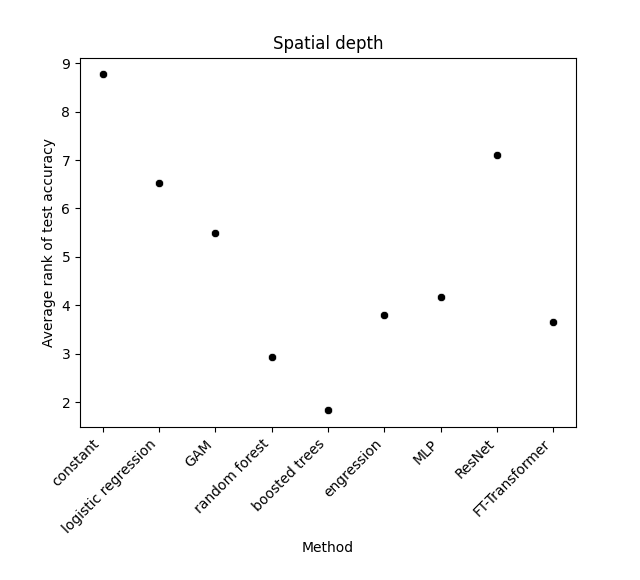 Spatial depth
Average rank of test accuracy
9
8
7
6
5
4
3
2
constant
logistic regression
GAM
random forest
boosted trees
engression
MLP
ResNet
FT-Transformer
Method